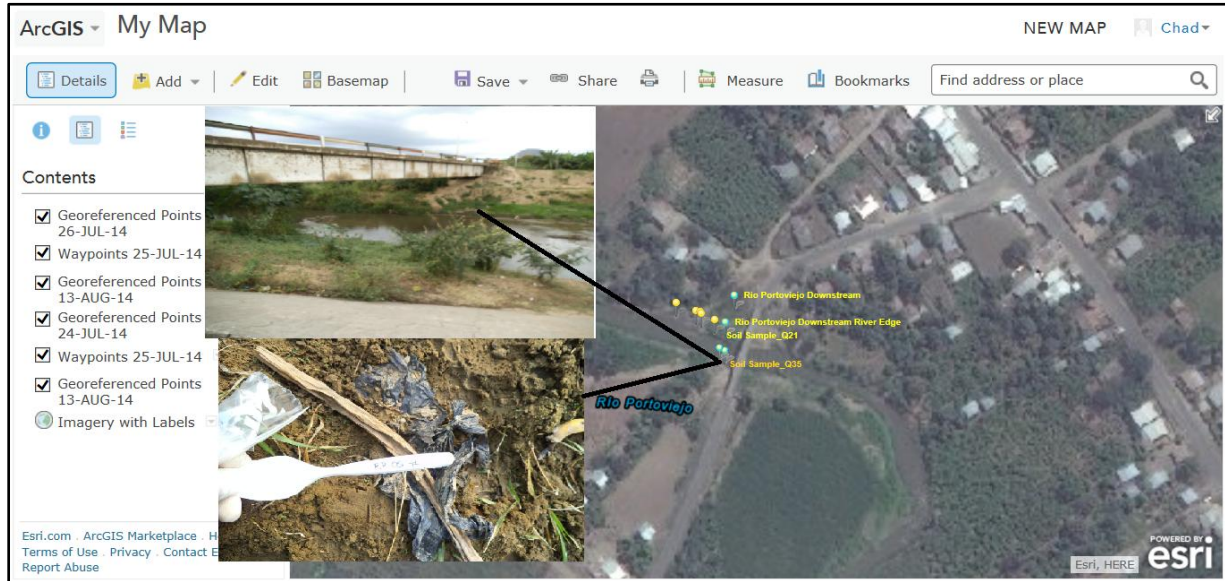 ArcGIS My Map NEW MAP Chad
Details Add Edit Basemap Save Share Measure Bookmarks Find address or place
Contents
Georeferenced Points
26-JUL-14
Waypoints 25-JUL-14
Georeferenced Points
13-AUG-14
Georeferenced Points
24-JUL-14
Waypoints 25-JUL-14
Georeferenced Points
13-AUG-14
Imagery with Labels
Rio Portoviejo Downstream
Rio Portoviejo Downstream River Edge
Soil Sample_Q21
Soil Sample_Q35
Río Portoviejo
Esri.com . ArcGIS Marketplace . H
Terms of Use . Privacy . Contact E
Report Abuse
Esri, HERE
POWERED BY
esri